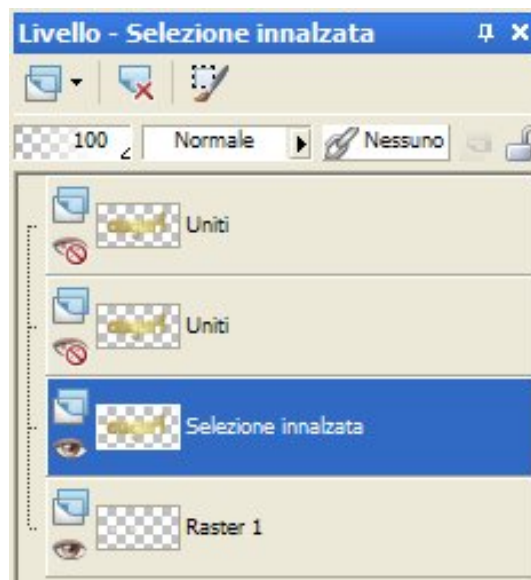 Livello - Selezione innalzata
100 Normale Nessuno
Uniti
Uniti
Selezione innalzata
Raster 1